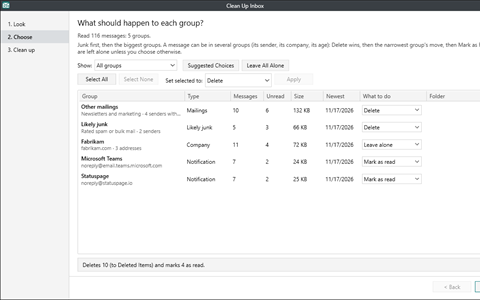 Clean Up Inbox
1. Look
2. Choose
3. Clean up
What should happen to each group?
Read 116 messages: 5 groups.
Junk first, then the biggest groups. A message can be in several groups (its sender, its company, its age): Delete wins, then the narrowest group's move, then Mark as
are left alone unless you choose otherwise.
Show: All groups Suggested Choices Leave All Alone
Select All Select None Set selected to: Delete Apply
Group Type Messages Unread Size Newest What to do Folder
Other mailings
Newsletters and marketing - 4 senders with... Mailings 10 6 132 KB 11/17/2026 Delete
Likely junk
Rated spam or bulk mail - 2 senders Likely junk 5 3 66 KB 11/17/2026 Delete
Fabrikam
fabrikam.com - 3 addresses Company 11 4 72 KB 11/17/2026 Leave alone
Microsoft Teams
noreply@email.teams.microsoft.com Notification 7 2 24 KB 11/17/2026 Mark as read
Statuspage
noreply@statuspage.io Notification 7 2 25 KB 11/17/2026 Mark as read
Deletes 10 (to Deleted Items) and marks 4 as read.
< Back